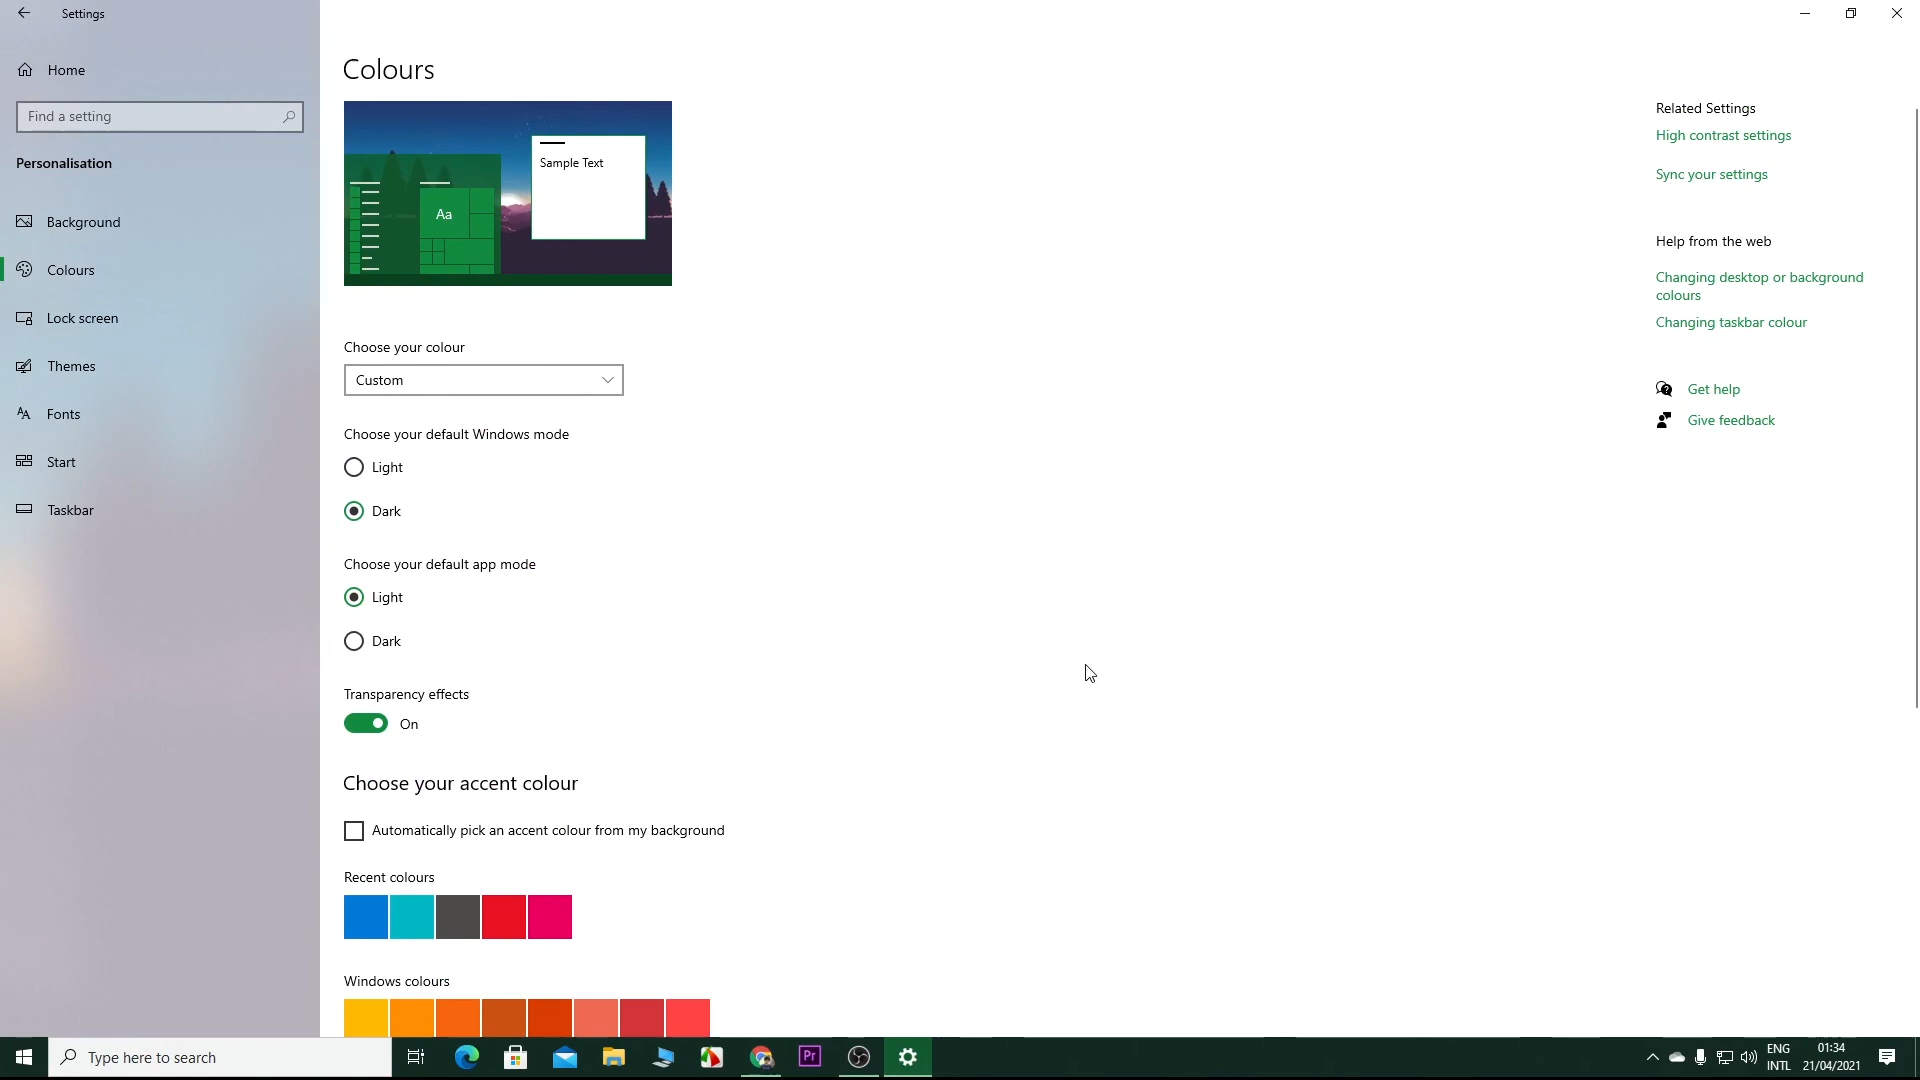 Settings
Home
Find a setting
Personalisation
Background
Colours
Lock screen
Themes
Fonts
Start
Taskbar
Colours
Sample Text
Aa
Choose your colour
Custom
Choose your default Windows mode
Light
Dark
Choose your default app mode
Light
Dark
Transparency effects
On
Choose your accent colour
Automatically pick an accent colour from my background
Recent colours
Windows colours
Related Settings
High contrast settings
Sync your settings
Help from the web
Changing desktop or background
colours
Changing taskbar colour
Get help
Give feedback
Type here to search
Pr
ENG
INTL
01:34
21/04/2021